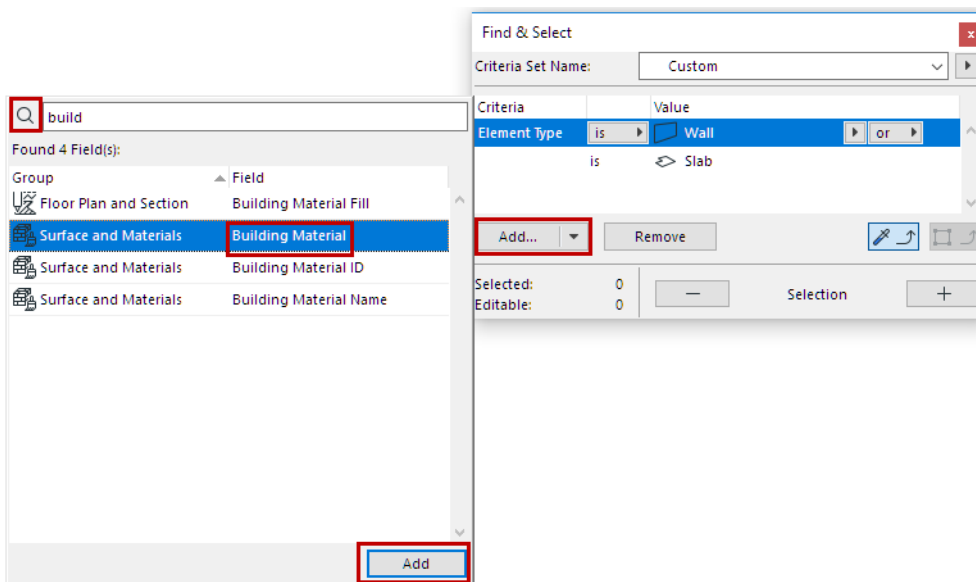 Find & Select
x
Criteria Set Name: Custom
Criteria Value
Element Type is Wall or
is Slab
Add... Remove
Selected: 0
Editable: 0
— Selection +
build
Found 4 Field(s):
Group Field
Floor Plan and Section Building Material Fill
Surface and Materials Building Material
Surface and Materials Building Material ID
Surface and Materials Building Material Name
Add